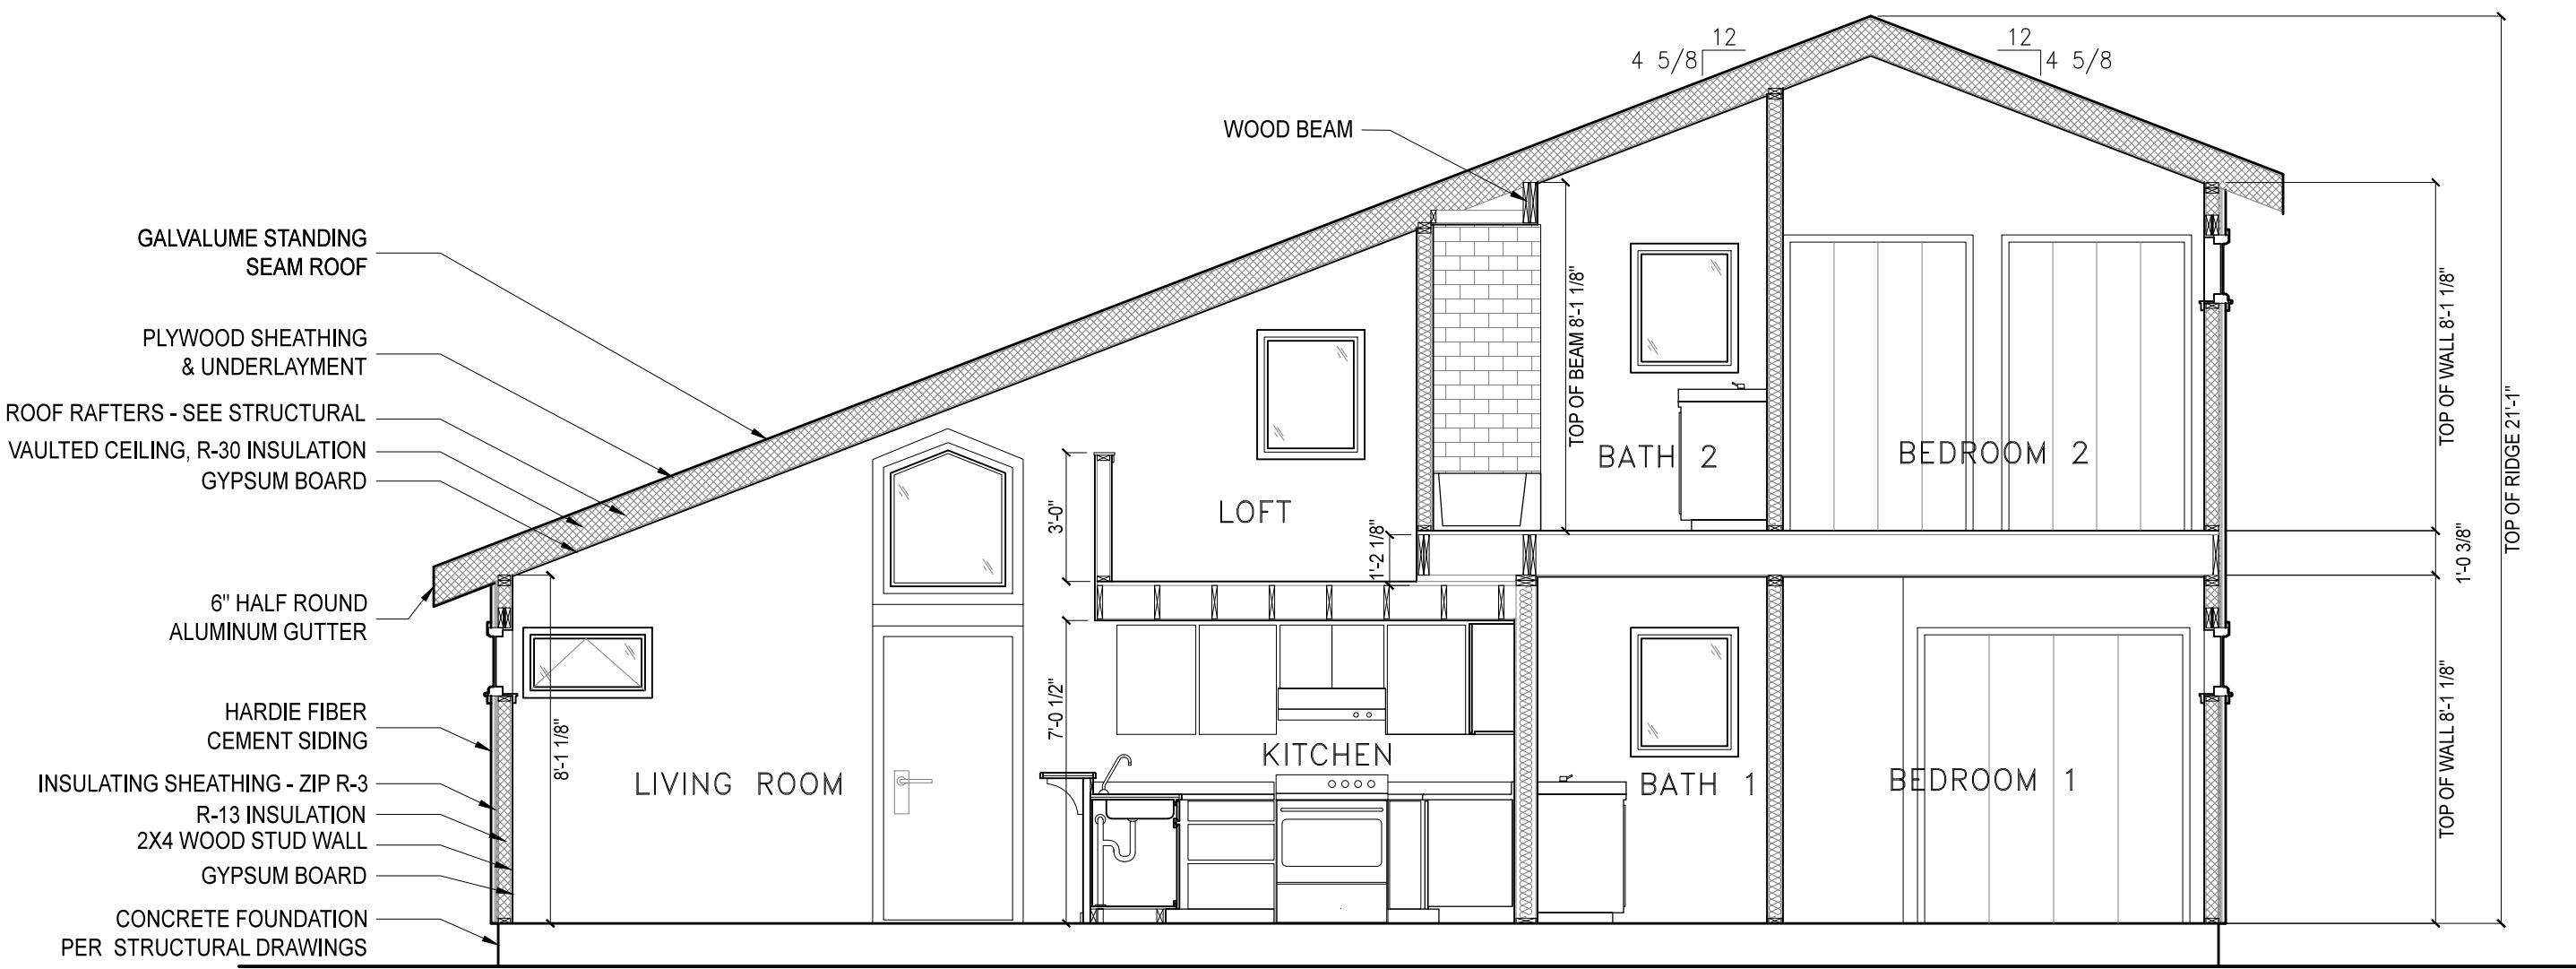 12
4 5/8
12
4 5/8
WOOD BEAM
GALVALUME STANDING
SEAM ROOF
PLYWOOD SHEATHING
& UNDERLAYMENT
ROOF RAFTERS - SEE STRUCTURAL
VAULTED CEILING, R-30 INSULATION
GYPSUM BOARD
6" HALF ROUND
ALUMINUM GUTTER
HARDIE FIBER
CEMENT SIDING
INSULATING SHEATHING - ZIP R-3
R-13 INSULATION
2X4 WOOD STUD WALL
GYPSUM BOARD
CONCRETE FOUNDATION
PER STRUCTURAL DRAWINGS
8'-1 1/8"
LIVING ROOM
3'-0"
7'-0 1/2"
LOFT
1'-2 1/8"
KITCHEN
TOP OF BEAM 8'-1 1/8"
BATH 2
BEDROOM 2
BATH 1
BEDROOM 1
TOP OF WALL 8'-1 1/8"
1'-0 3/8"
TOP OF WALL 8'-1 1/8"
TOP OF RIDGE 21'-1"